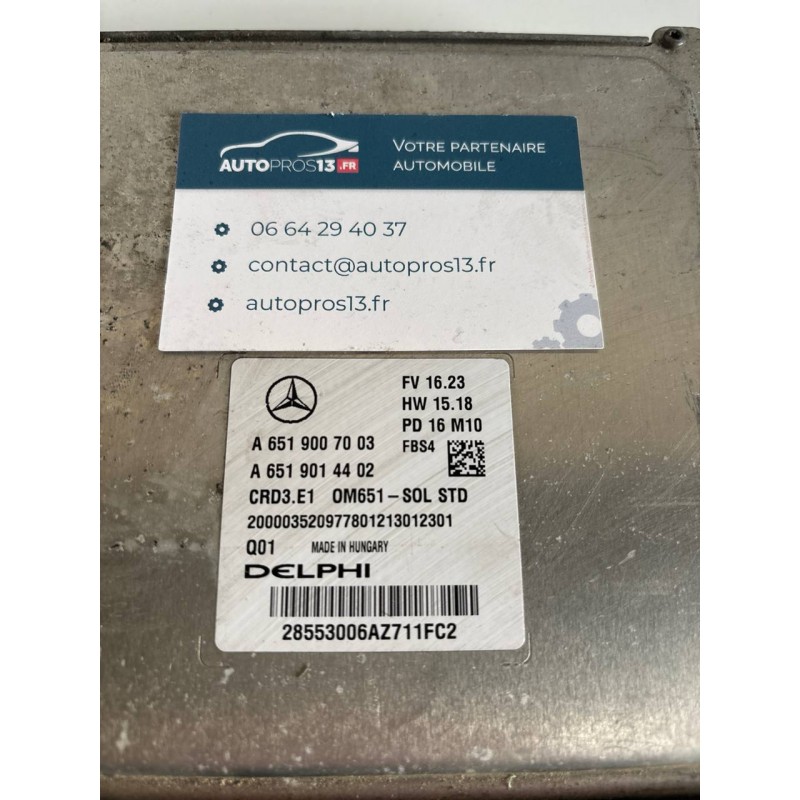 AUTOPROS13.FR
VOTRE PARTENAIRE
AUTOMOBILE
06 64 29 40 37
contact@autopros13.fr
autopros13.fr
FV 16.23
HW 15.18
PD 16 M10
A 651 900 70 03
FBS4
A 651 901 44 02
CRD3.E1 OM651-SOL STD
200003520977801213012301
Q01 MADE IN HUNGARY
DELPHI
28553006AZ711FC2